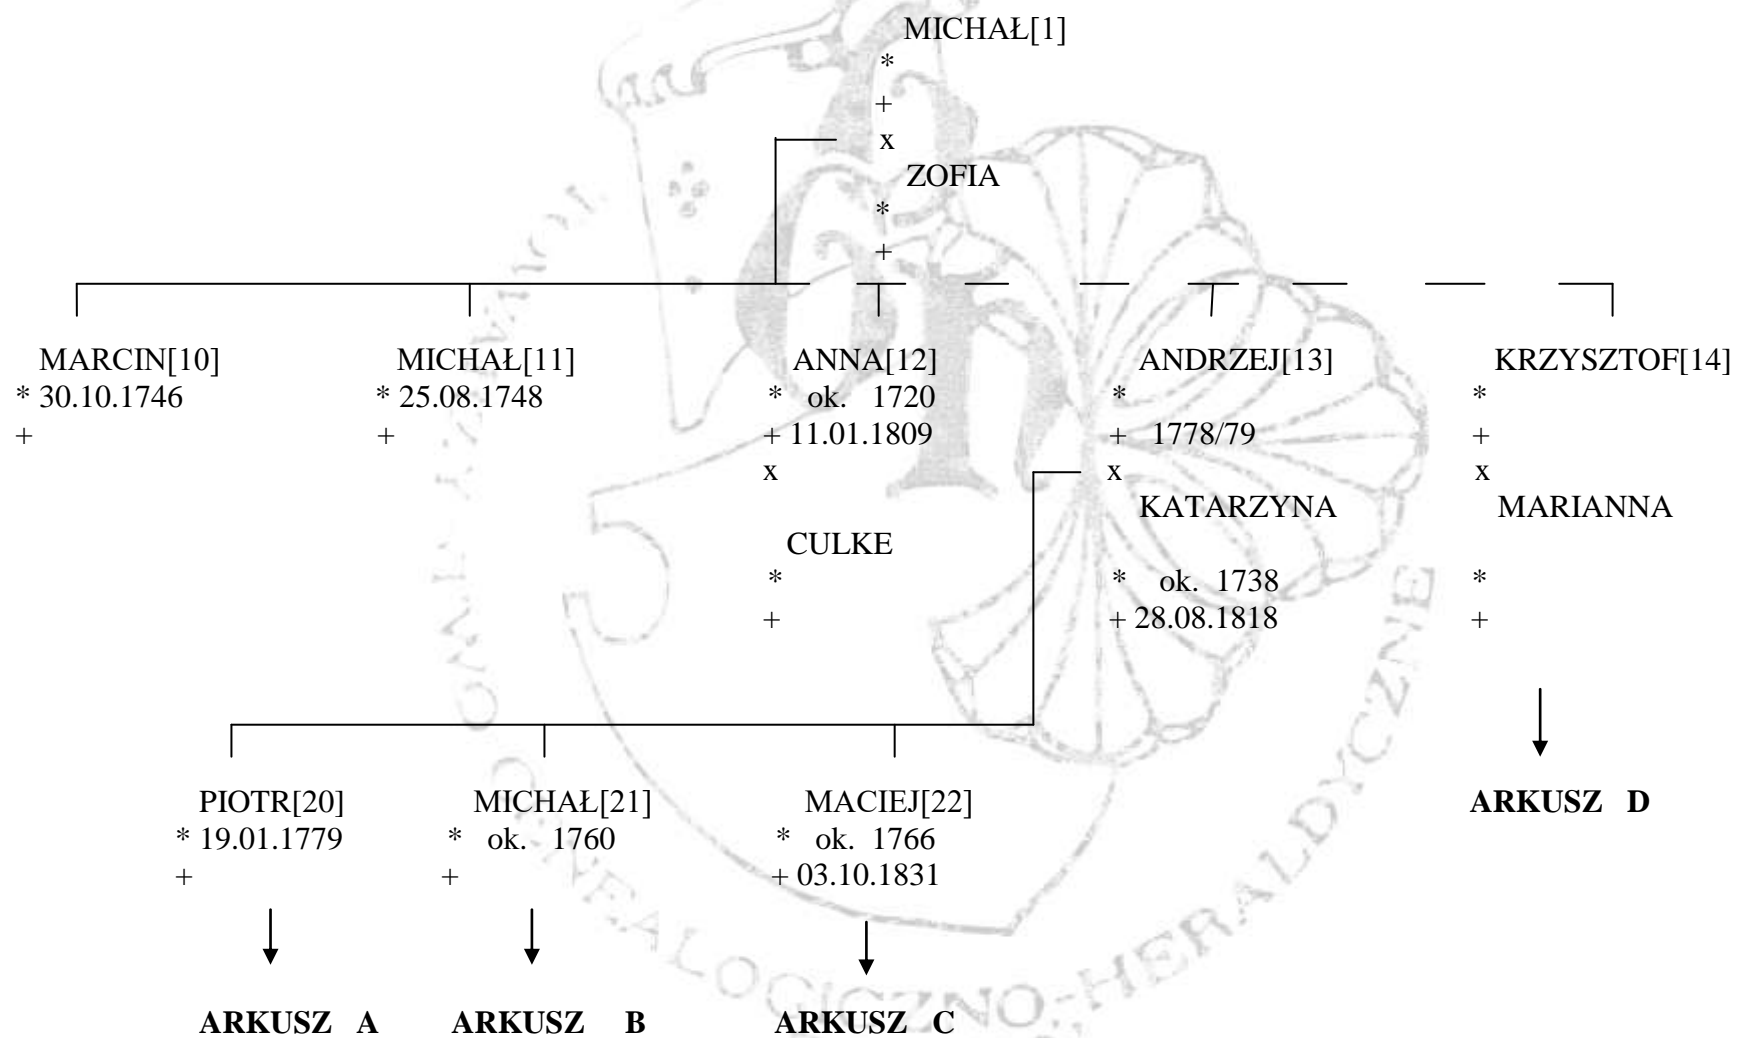 MICHAŁ[1]
*
+
x
ZOFIA
*
+
MARCIN[10] MICHAŁ[11] ANNA[12] ANDRZEJ[13] KRZYSZTOF[14]
* 30.10.1746 * 25.08.1748 * ok. 1720 * *
+ + + 11.01.1809 + 1778/79 +
x x x
KATARZYNA MARIANNA
CULKE
* * ok. 1738 *
+ + 28.08.1818 +
PIOTR[20] MICHAŁ[21] MACIEJ[22] ARKUSZ D
* 19.01.1779 * ok. 1760 * ok. 1766
+ + + 03.10.1831
ARKUSZ A ARKUSZ B ARKUSZ C
GENEALOGICZNO-HERALDYCZNE